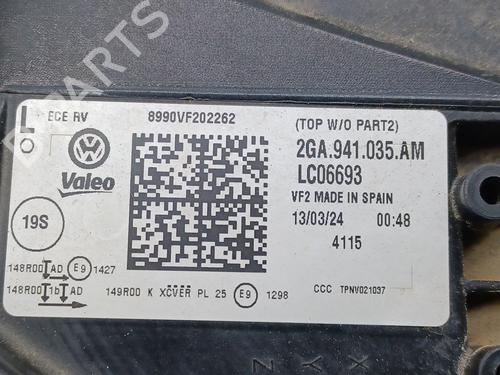 B-PARTS
L ECE RV
8990VF202262
(TOP W/O PART2)
2GA.941.035.AM
LC06693
VF2 MADE IN SPAIN
13/03/24 00:48
4115
Valeo
19S
148R00 AD E9 1427
148R00 1b AD
149R00 K XCVER PL 25 E9 1298
CCC TPNV021037
X Y Z